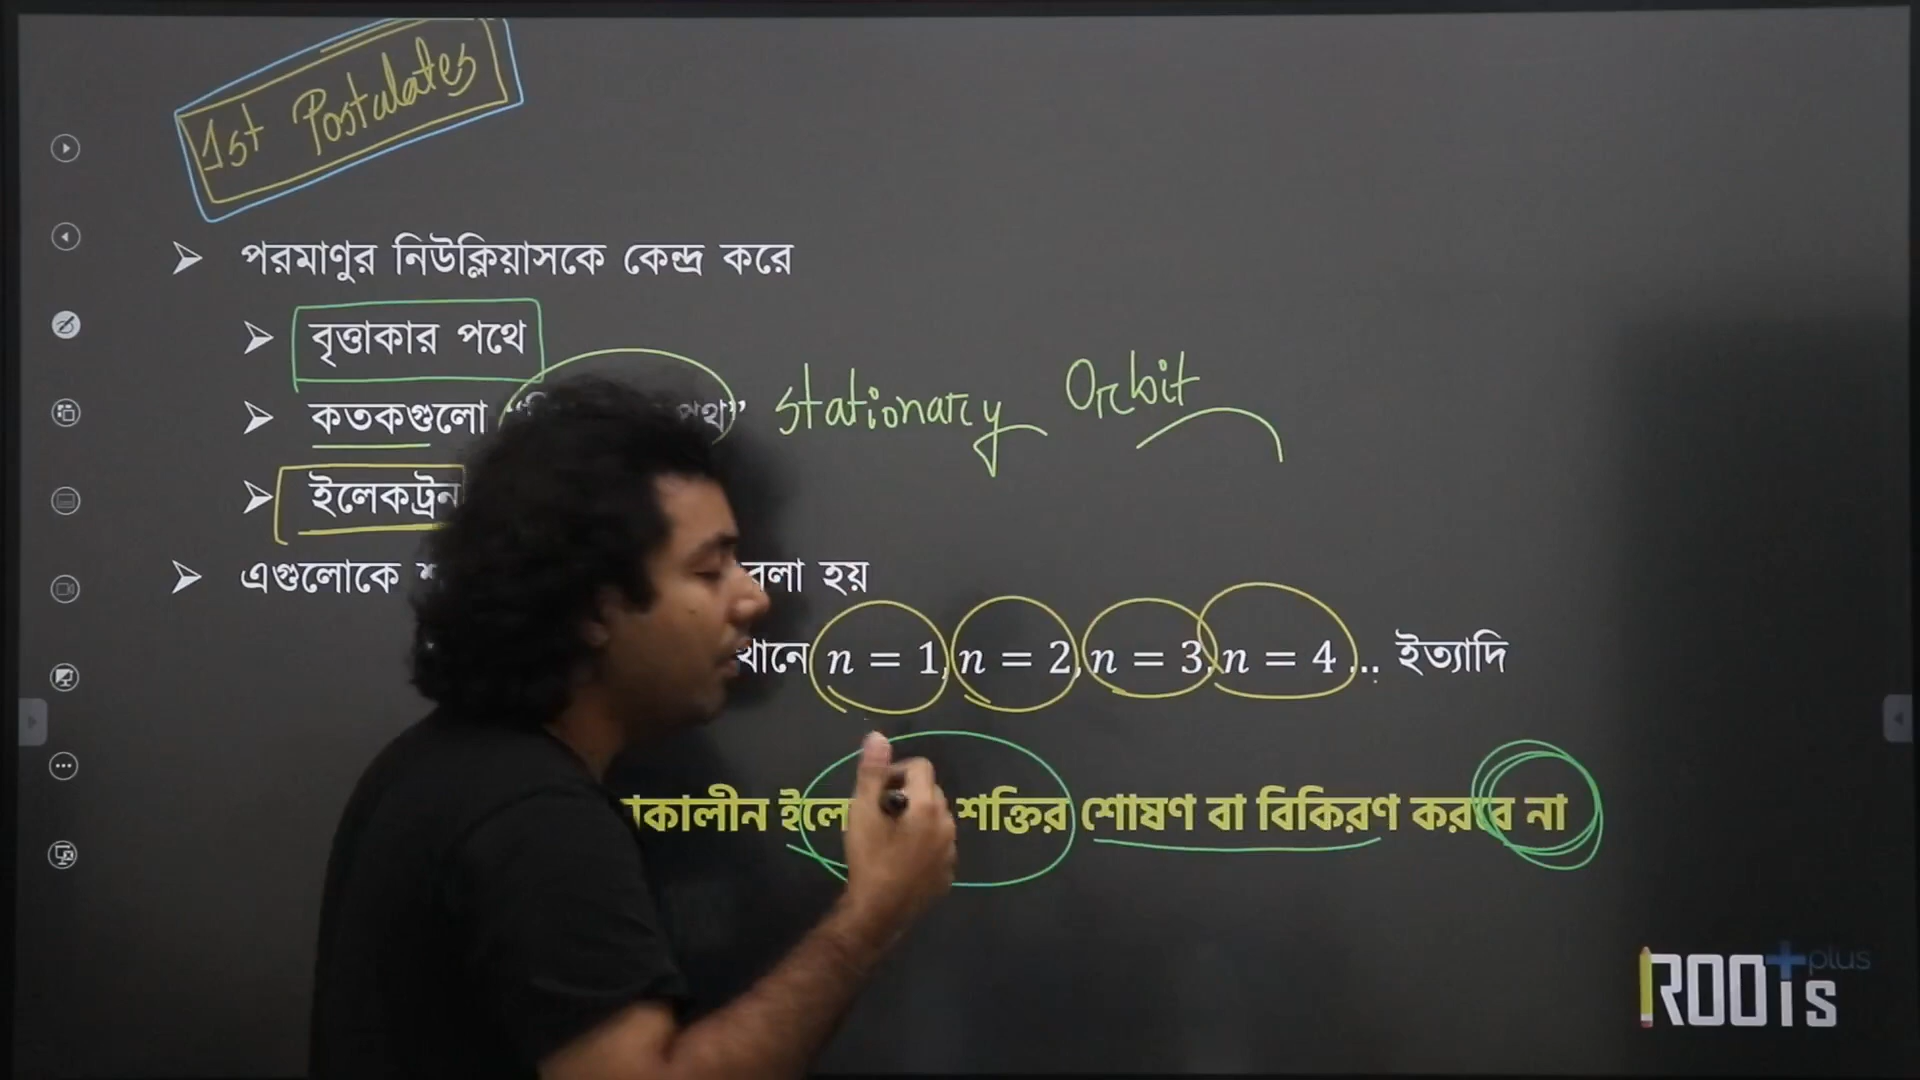 1st Postulates
পরমাণুর নিউক্লিয়াসকে কেন্দ্র করে
বৃত্তাকার পথে
কতকগুলো
Stationary Orbit
ইলেকট্রন
এগুলোকে বলা হয়
n = 1, n = 2, n = 3, n = 4 ... ইত্যাদি
শক্তির শোষণ বা বিকিরণ করবে না
ROOTs plus